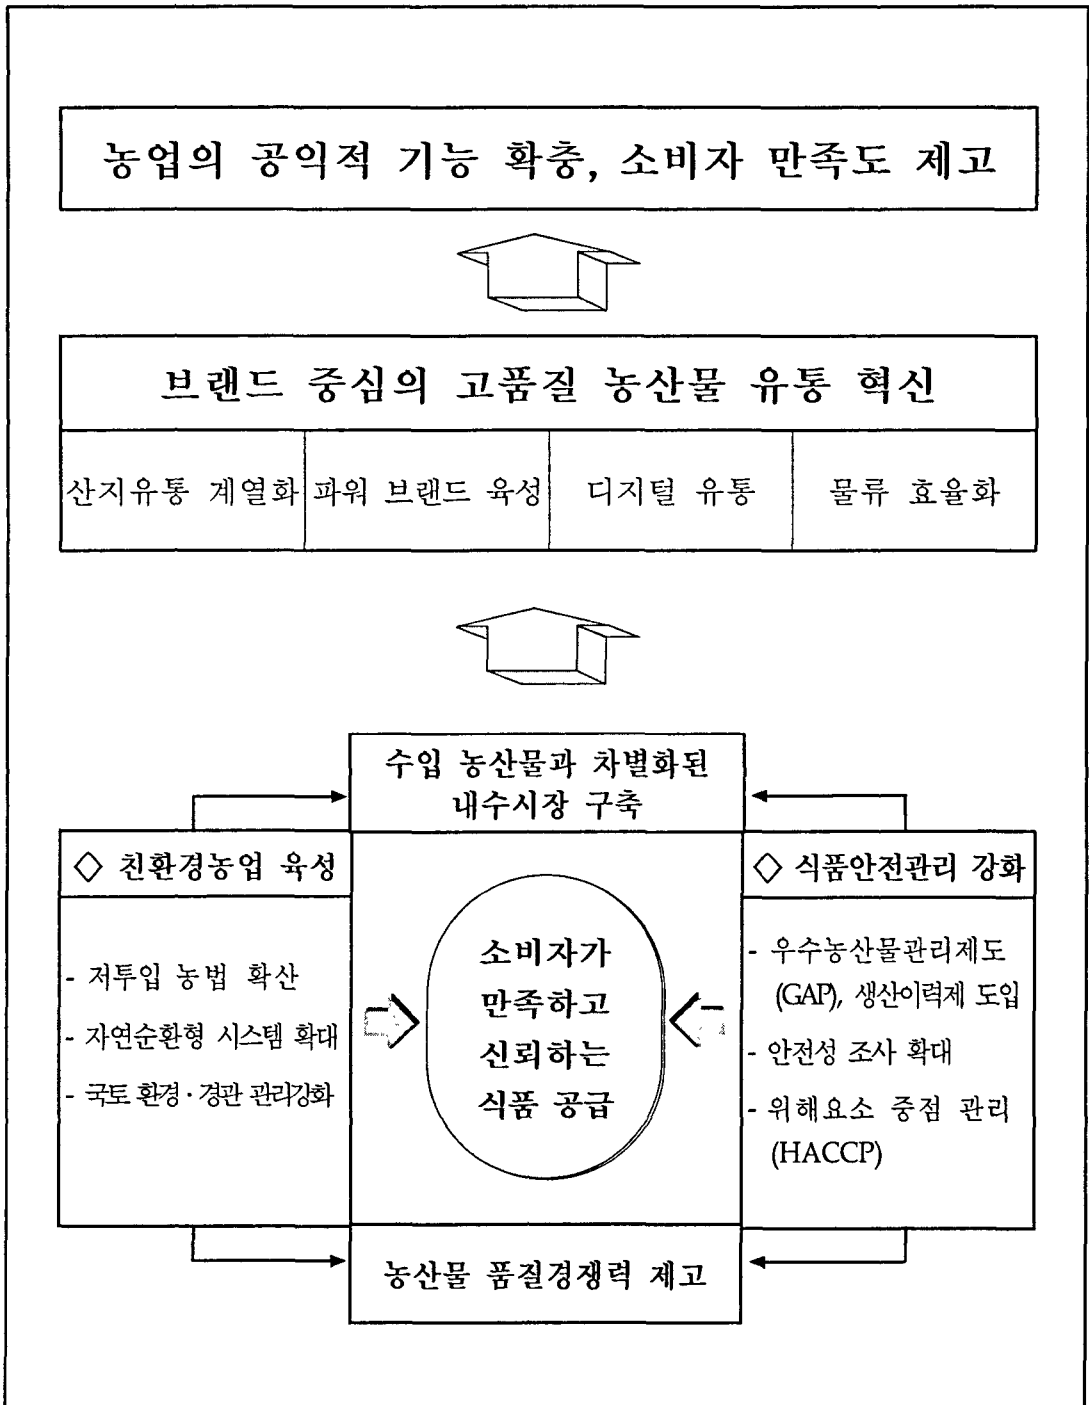 농업의 공익적 기능 확충, 소비자 만족도 제고
브랜드 중심의 고품질 농산물 유통 혁신
산지유통 계열화
파워 브랜드 육성
디지털 유통
물류 효율화
수입 농산물과 차별화된
내수시장 구축
◇ 친환경농업 육성
- 저투입 농법 확산
- 자연순환형 시스템 확대
- 국토 환경·경관 관리강화
소비자가
만족하고
신뢰하는
식품 공급
◇ 식품안전관리 강화
- 우수농산물관리제도
(GAP), 생산이력제 도입
- 안전성 조사 확대
- 위해요소 중점 관리
(HACCP)
농산물 품질경쟁력 제고